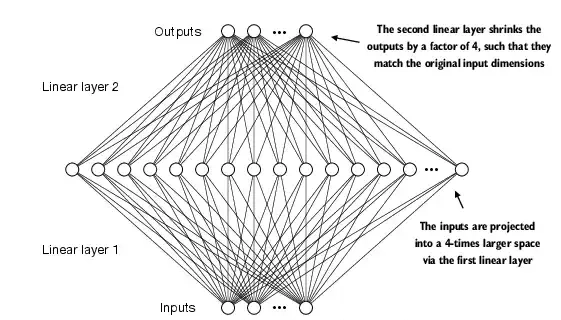 Outputs
•••
The second linear layer shrinks the
outputs by a factor of 4, such that they
match the original input dimensions
Linear layer 2
•••
The inputs are projected
into a 4-times larger space
via the first linear layer
Linear layer 1
Inputs
•••